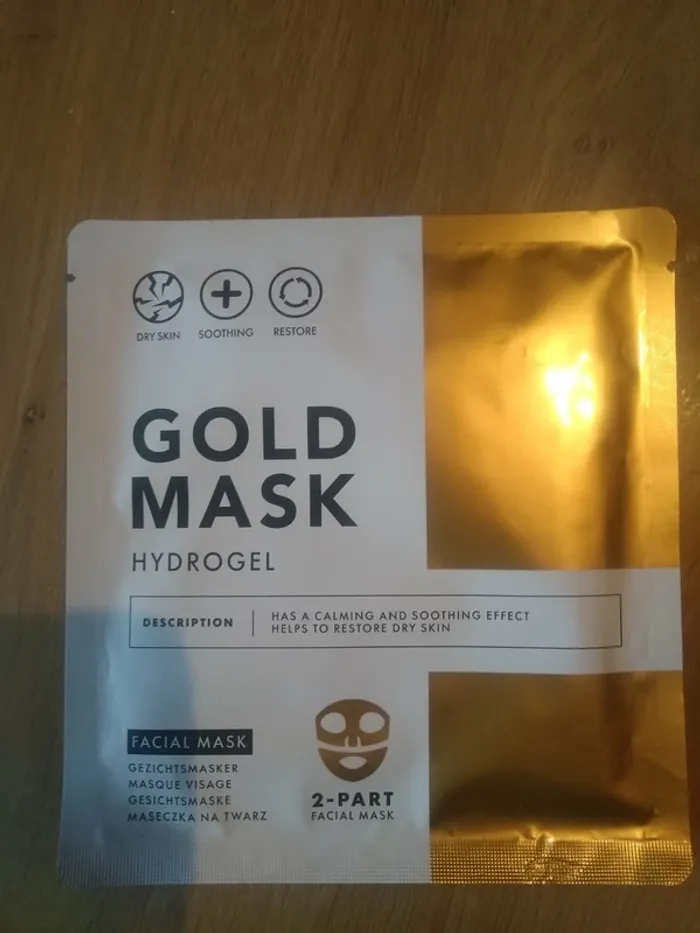 DRY SKIN SOOTHING RESTORE
GOLD
MASK
HYDROGEL
DESCRIPTION
HAS A CALMING AND SOOTHING EFFECT
HELPS TO RESTORE DRY SKIN
FACIAL MASK
GEZICHTSMASKER
MASQUE VISAGE
GESICHTSMASKE
MASECZKA NA TWARZ
2-PART
FACIAL MASK